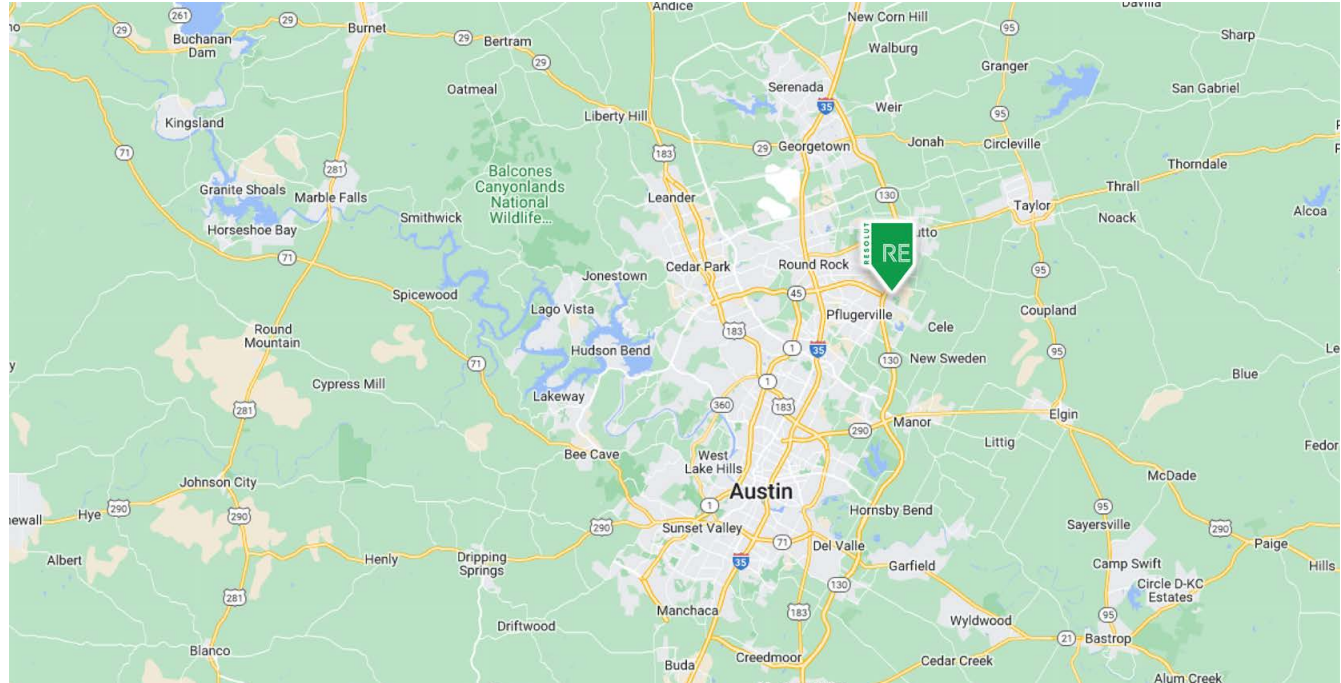 Andice
Davilla
261
29
New Corn Hill
Buchanan
Dam
29
Burnet
29
Bertram
95
Sharp
Walburg
29
Granger
Oatmeal
Serenada
35
San Gabriel
Weir
Kingsland
Liberty Hill
95
71
183
29
Georgetown
Jonah
Circleville
281
Balcones
Canyonlands
National
Wildlife...
Thorndale
Granite Shoals
Marble Falls
Leander
130
Thrall
Taylor
Smithwick
Noack
Alcoa
Horseshoe Bay
RESOLUT
RE
utto
71
Jonestown
Cedar Park
Round Rock
95
Spicewood
45
Lago Vista
Pflugerville
Coupland
Round
Mountain
183
Cele
Hudson Bend
1
35
130
New Sweden
95
71
Cypress Mill
1
Blue
Lakeway
360
183
281
Manor
Elgin
290
Littig
Bee Cave
West
Lake Hills
Fedor
McDade
Johnson City
Austin
newall
Hye
290
290
1
Hornsby Bend
95
290
Sunset Valley
Sayersville
290
71
Paige
Albert
Henly
Dripping
Springs
35
Del Valle
Garfield
Camp Swift
Hills
130
Circle D-KC
Estates
281
183
Manchaca
95
Driftwood
Wyldwood
21
Bastrop
Blanco
Buda
Creedmoor
Cedar Creek
Alum Creek